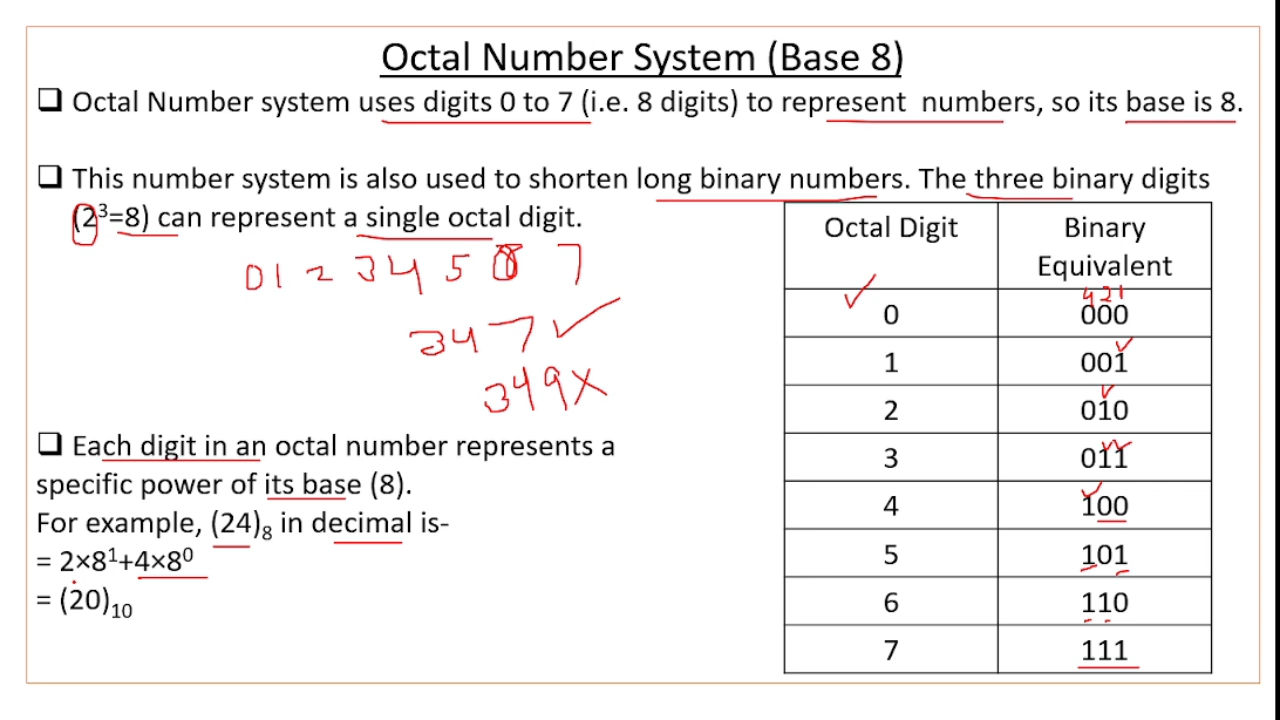 Octal Number System (Base 8)
❑ Octal Number system uses digits 0 to 7 (i.e. 8 digits) to represent numbers, so its base is 8.
❑ This number system is also used to shorten long binary numbers. The three binary digits
(2³=8) can represent a single octal digit.
0 1 2 3 4 5 7
3 4 7 ✓
3 4 9 X
❑ Each digit in an octal number represents a
specific power of its base (8).
For example, (24)₈ in decimal is-
= 2×8¹+4×8⁰
= (20)₁₀
Octal Digit Binary
Equivalent
✓ 4 2 1
0 000
1 001 ✓
2 010 ✓
3 011
4 100 ✓
5 101
6 110
7 111